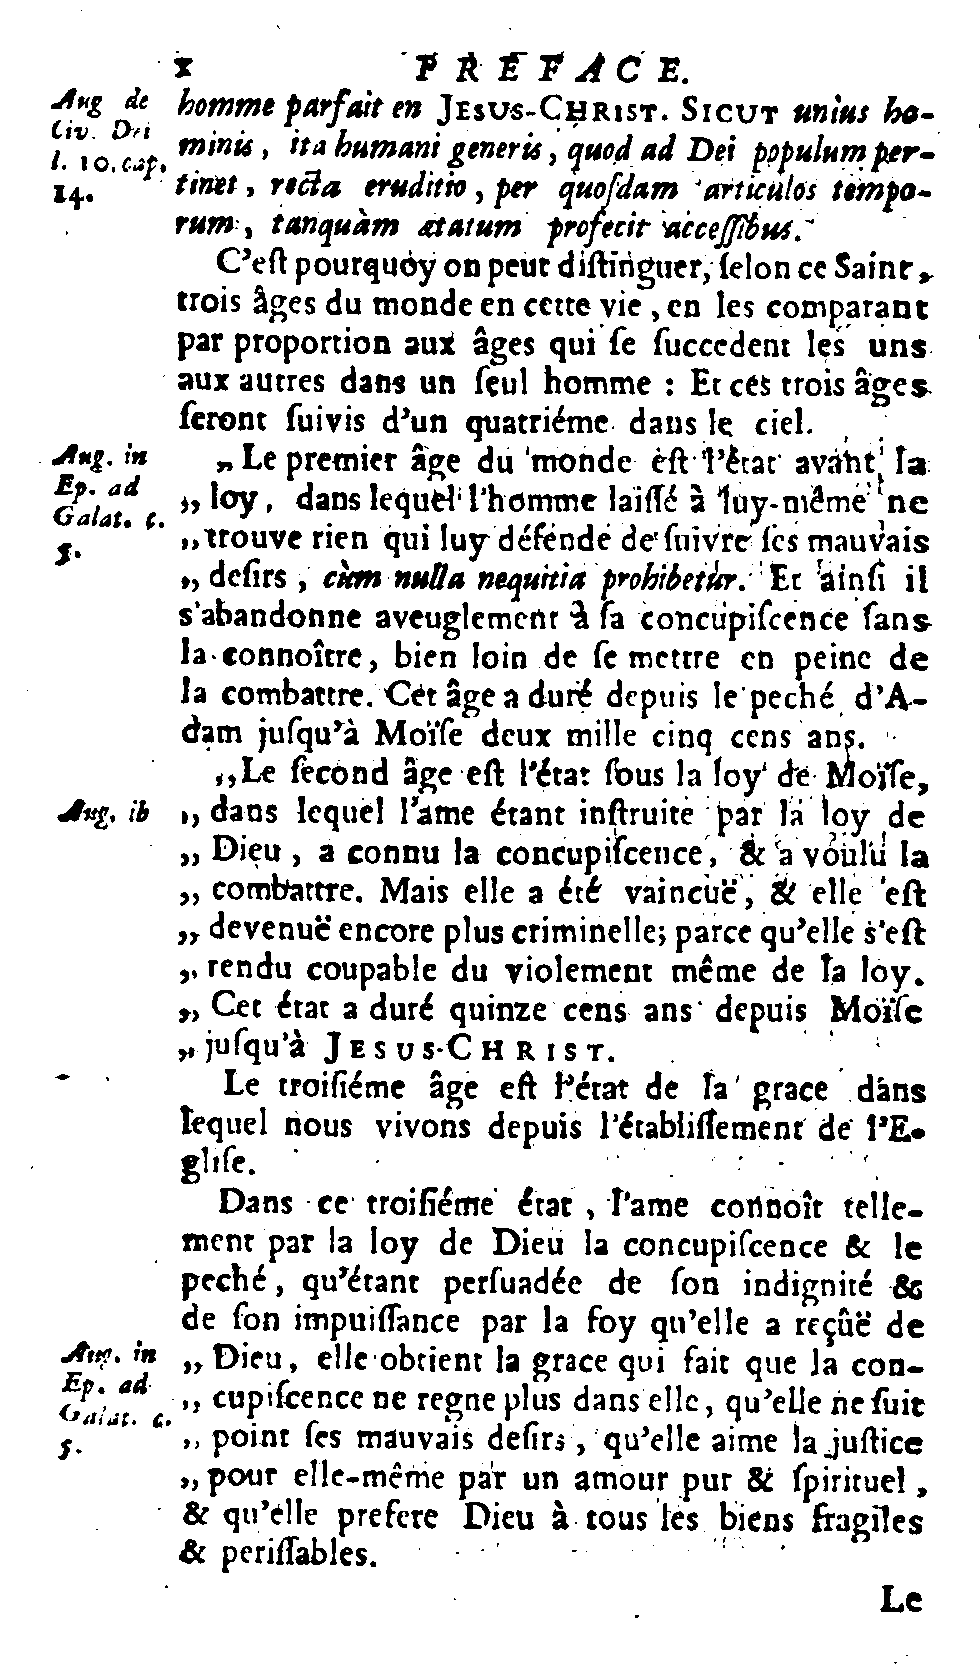 x PREFACE.
Aug de
Civ. Dei
l. 10. cap.
14.
homme parfait en JESUS-CHRIST. SICUT unius ho-
minis, ita humani generis, quod ad Dei populum per-
tinet, recta eruditio, per quoſdam articulos tempo-
rum, tanquàm ætatum profecit acceſſibus.
C'eſt pourquoy on peut diſtinguer, ſelon ce Saint,
trois âges du monde en cette vie, en les comparant
par proportion aux âges qui ſe ſuccedent les uns
aux autres dans un ſeul homme : Et ces trois âges
ſeront ſuivis d'un quatriéme dans le ciel.
Aug. in
Ep. ad
Galat. c.
5.
„ Le premier âge du monde eſt l'état avant la
„ loy, dans lequel l'homme laiſſé à luy-même ne
„ trouve rien qui luy défende de ſuivre ſes mauvais
„ deſirs, cùm nulla nequitia prohibetur. Et ainſi il
s'abandonne aveuglement à ſa concupiſcence ſans
la connoître, bien loin de ſe mettre en peine de
la combattre. Cet âge a duré depuis le peché d'A-
dam juſqu'à Moïſe deux mille cinq cens ans.
„ Le ſecond âge eſt l'état ſous la loy de Moïſe,
Aug. ib
„ dans lequel l'ame étant inſtruite par la loy de
„ Dieu, a connu la concupiſcence, & a voulu la
„ combattre. Mais elle a été vaincuë, & elle eſt
„ devenuë encore plus criminelle; parce qu'elle s'eſt
„ rendu coupable du violement même de la loy.
„ Cet état a duré quinze cens ans depuis Moïſe
„ juſqu'à JESUS-CHRIST.
Le troiſiéme âge eſt l'état de la grace dans
lequel nous vivons depuis l'établiſſement de l'E-
gliſe.
Dans ce troiſiéme état, l'ame connoît telle-
ment par la loy de Dieu la concupiſcence & le
peché, qu'étant perſuadée de ſon indignité &
de ſon impuiſſance par la foy qu'elle a reçûë de
Aug. in
Ep. ad
Galat. c.
5.
„ Dieu, elle obtient la grace qui fait que la con-
„ cupiſcence ne regne plus dans elle, qu'elle ne ſuit
„ point ſes mauvais deſirs, qu'elle aime la juſtice
„ pour elle-même par un amour pur & ſpirituel,
& qu'elle prefere Dieu à tous les biens fragiles
& periſſables.
Le